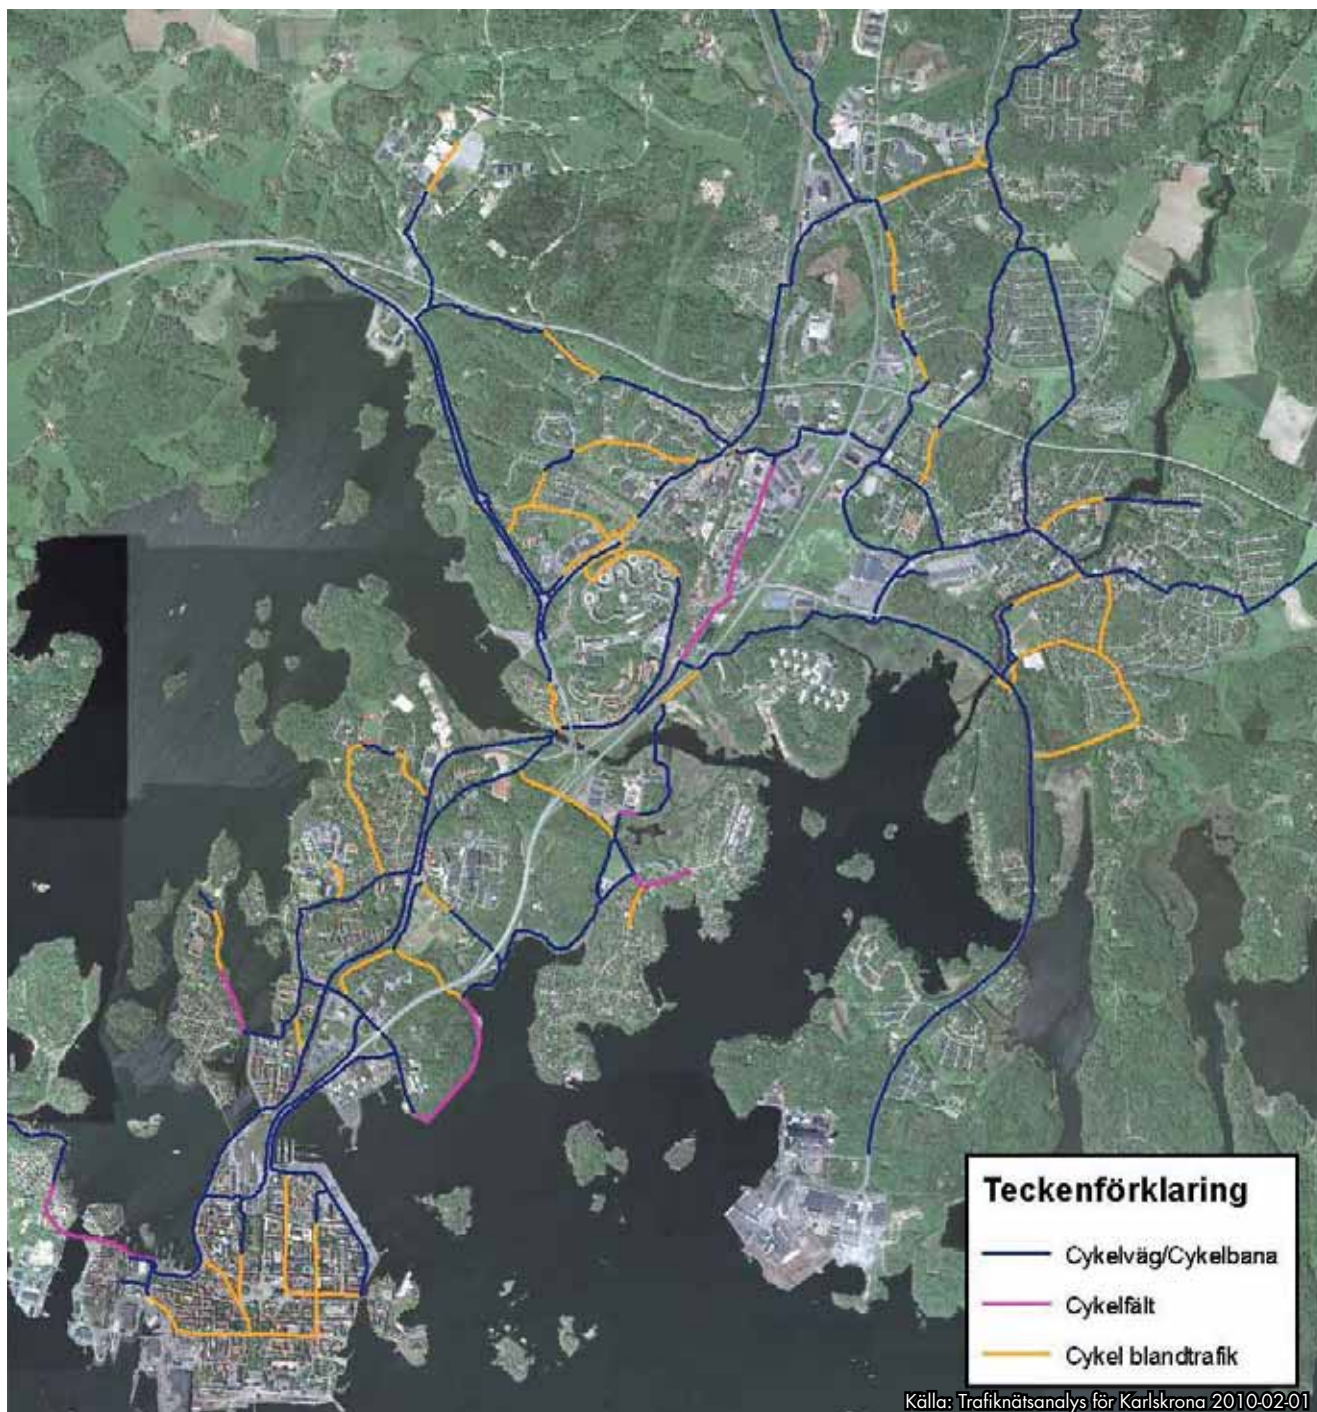 Teckenförklaring
Cykelväg/Cykelbana
Cykelfält
Cykel blandtrafik
Källa: Trafiknätsanalys för Karlskrona 2010-02-01